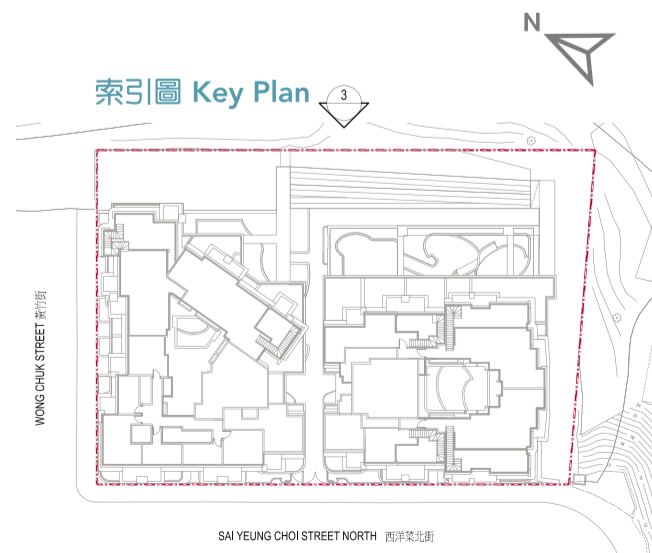 N
索引圖 Key Plan
3
WONG CHUK STREET 黃竹街
SAI YEUNG CHOI STREET NORTH 西洋菜北街